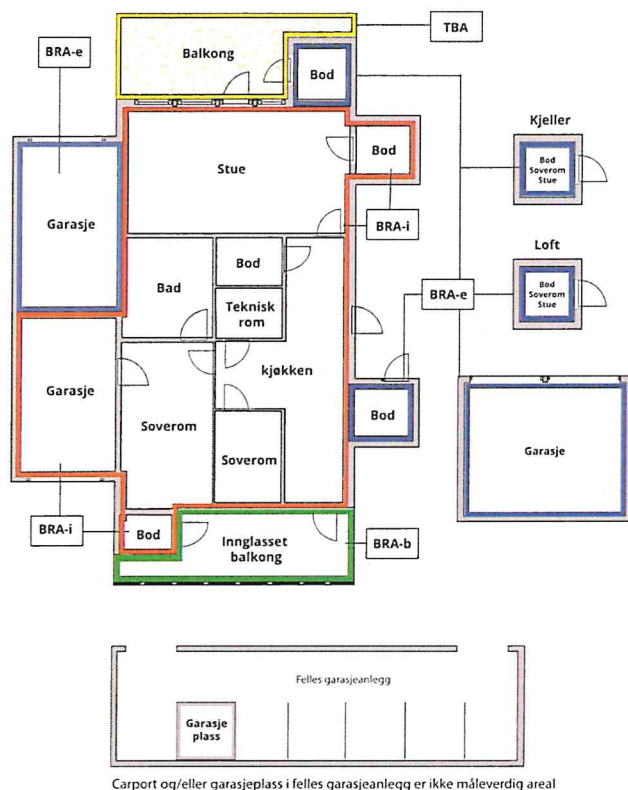 TBA
Balkong
BRA-e
Bod
Kjeller
Bod
Soverom
Stue
Stue
Bod
BRA-i
Garasje
Loft
Bod
Bad
Teknisk
rom
BRA-e
Bod
Soverom
Stue
Garasje
kjøkken
Soverom
Bod
Garasje
Soverom
BRA-i
Bod
Innglasset
balkong
BRA-b
Felles garasjeanlegg
Garasje
plass
Carport og/eller garasjeplass i felles garasjeanlegg er ikke måleverdig areal